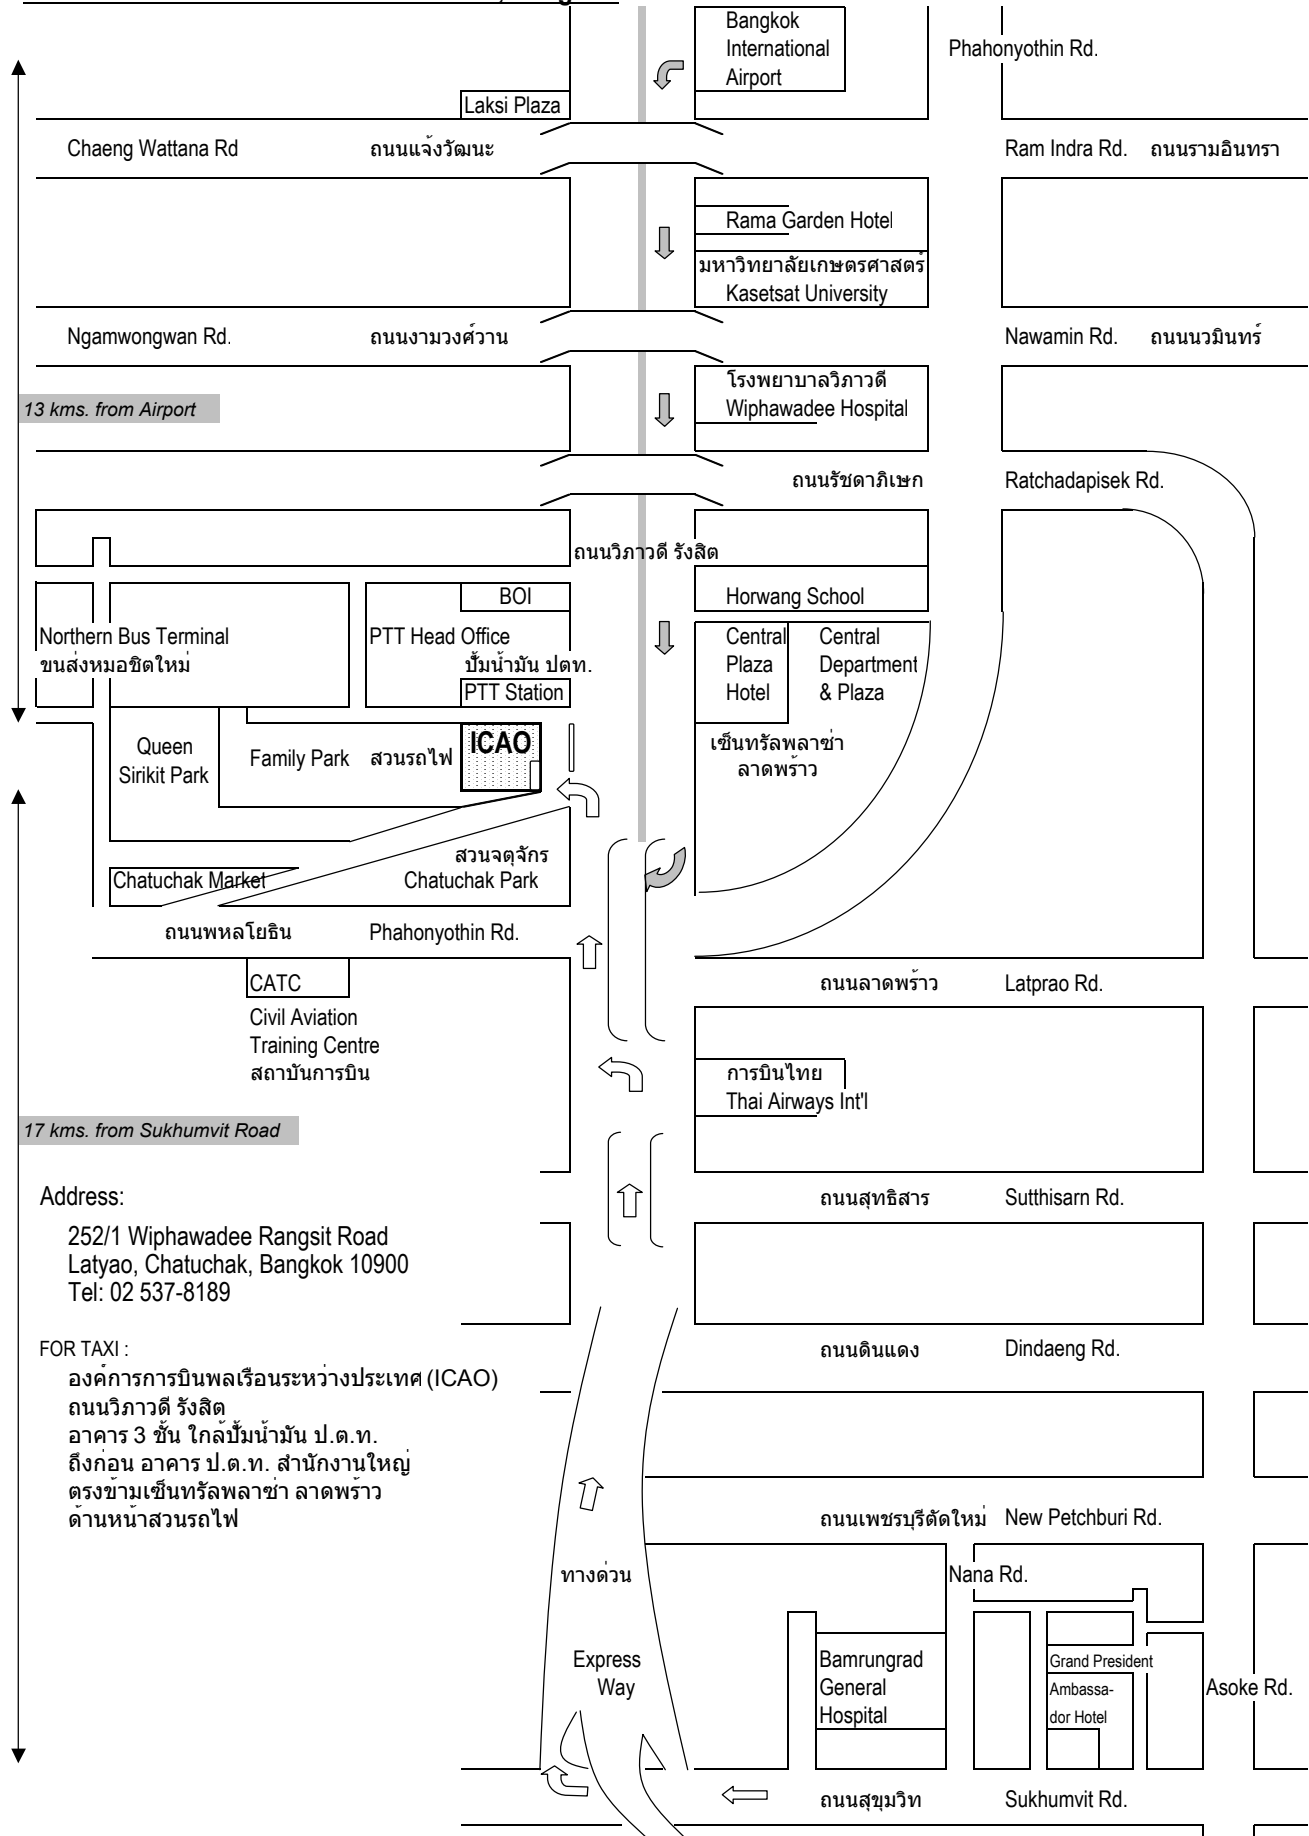 Bangkok
International
Airport
Phahonyothin Rd.
Laksi Plaza
Chaeng Wattana Rd
ถนนแจ้งวัฒนะ
Ram Indra Rd.
ถนนรามอินทรา
Rama Garden Hotel
มหาวิทยาลัยเกษตรศาสตร์
Kasetsat University
Ngamwongwan Rd.
ถนนงามวงศ์วาน
Nawamin Rd.
ถนนนวมินทร์
โรงพยาบาลวิภาวดี
Wiphawadee Hospital
13 kms. from Airport
ถนนรัชดาภิเษก
Ratchadapisek Rd.
ถนนวิภาวดี รังสิต
BOI
Horwang School
Northern Bus Terminal
ขนส่งหมอชิตใหม่
PTT Head Office
ปั้มน้ำมัน ปตท.
PTT Station
Central
Plaza
Hotel
Central
Department
& Plaza
Queen
Sirikit Park
Family Park
สวนรถไฟ
ICAO
เซ็นทรัลพลาซ่า
ลาดพร้าว
สวนจตุจักร
Chatuchak Park
Chatuchak Market
ถนนพหลโยธิน
Phahonyothin Rd.
CATC
Civil Aviation
Training Centre
สถาบันการบิน
ถนนลาดพร้าว
Latprao Rd.
การบินไทย
Thai Airways Int'l
17 kms. from Sukhumvit Road
Address:
252/1 Wiphawadee Rangsit Road
Latyao, Chatuchak, Bangkok 10900
Tel: 02 537-8189
ถนนสุทธิสาร
Sutthisarn Rd.
FOR TAXI :
องค์การการบินพลเรือนระหว่างประเทศ (ICAO)
ถนนวิภาวดี รังสิต
อาคาร 3 ชั้น ใกล้ปั้มน้ำมัน ป.ต.ท.
ถึงก่อน อาคาร ป.ต.ท. สำนักงานใหญ่
ตรงข้ามเซ็นทรัลพลาซ่า ลาดพร้าว
ด้านหน้าสวนรถไฟ
ถนนดินแดง
Dindaeng Rd.
ถนนเพชรบุรีตัดใหม่
New Petchburi Rd.
ทางด่วน
Nana Rd.
Express
Way
Bamrungrad
General
Hospital
Grand President
Ambassa-
dor Hotel
Asoke Rd.
ถนนสุขุมวิท
Sukhumvit Rd.